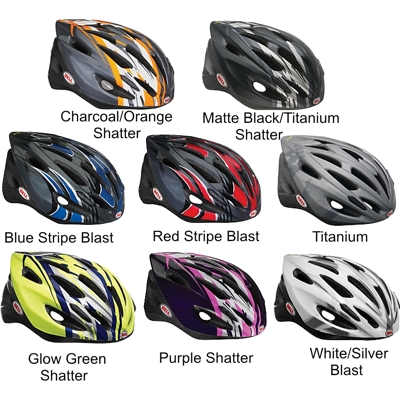 Charcoal/Orange
Shatter
Matte Black/Titanium
Shatter
Blue Stripe Blast
Red Stripe Blast
Titanium
Glow Green
Shatter
Purple Shatter
White/Silver
Blast